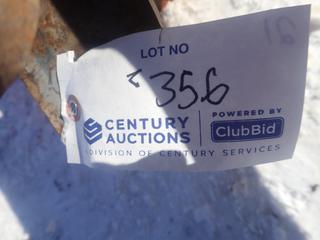 LOT NO
356
CENTURY
AUCTIONS
POWERED BY
ClubBid
DIVISION OF CENTURY SERVICES